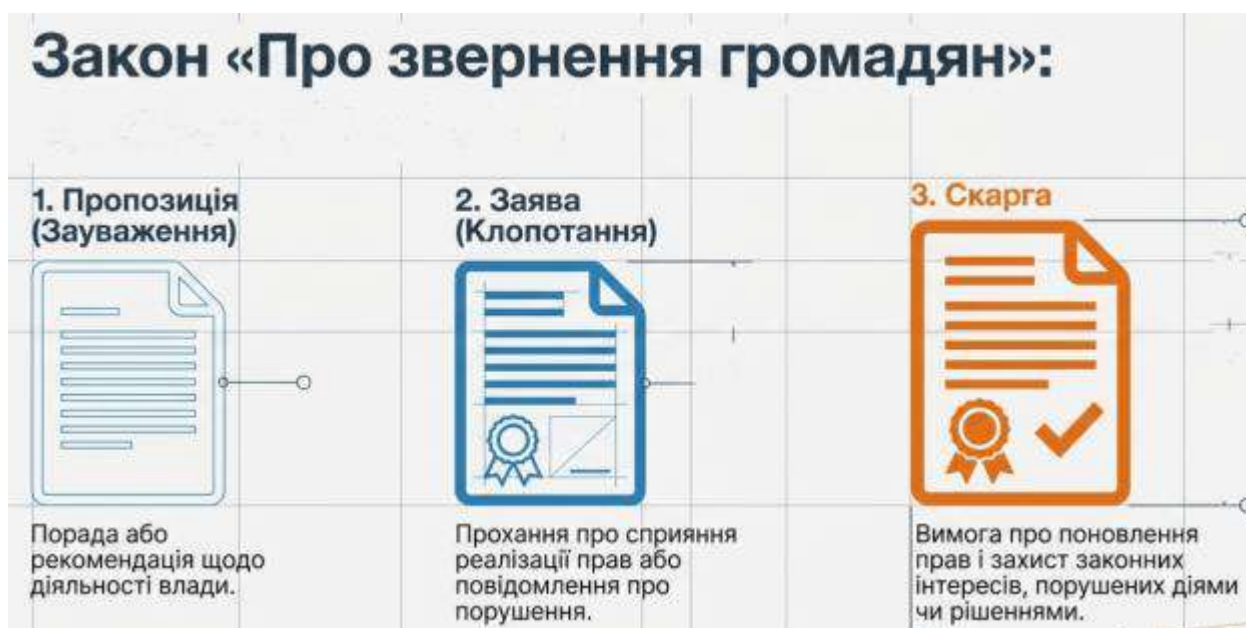 Закон «Про звернення громадян»:
1. Пропозиція
(Зауваження)
Порада або
рекомендація щодо
діяльності влади.
2. Заява
(Клопотання)
Прохання про сприяння
реалізації прав або
повідомлення про
порушення.
3. Скарга
Вимога про поновлення
прав і захист законних
інтересів, порушених діями
чи рішеннями.